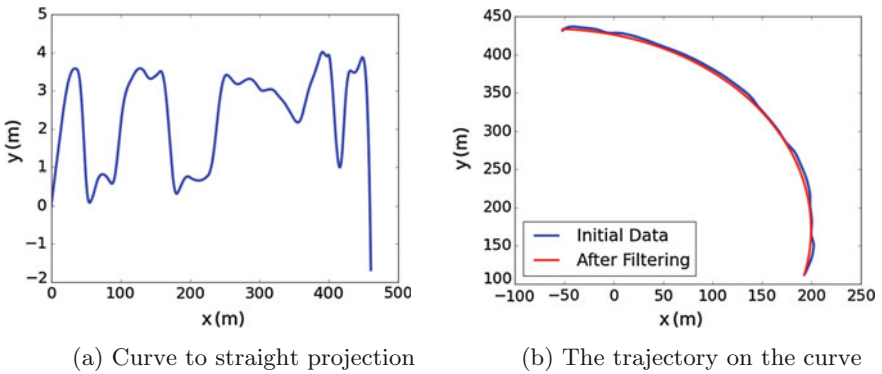 5
4
3
2
1
0
−1
−2
y (m)
0 100 200 300 400 500
x (m)
(a) Curve to straight projection
450
400
350
300
250
200
150
100
y (m)
Initial Data
After Filtering
−100 −50 0 50 100 150 200 250
x (m)
(b) The trajectory on the curve